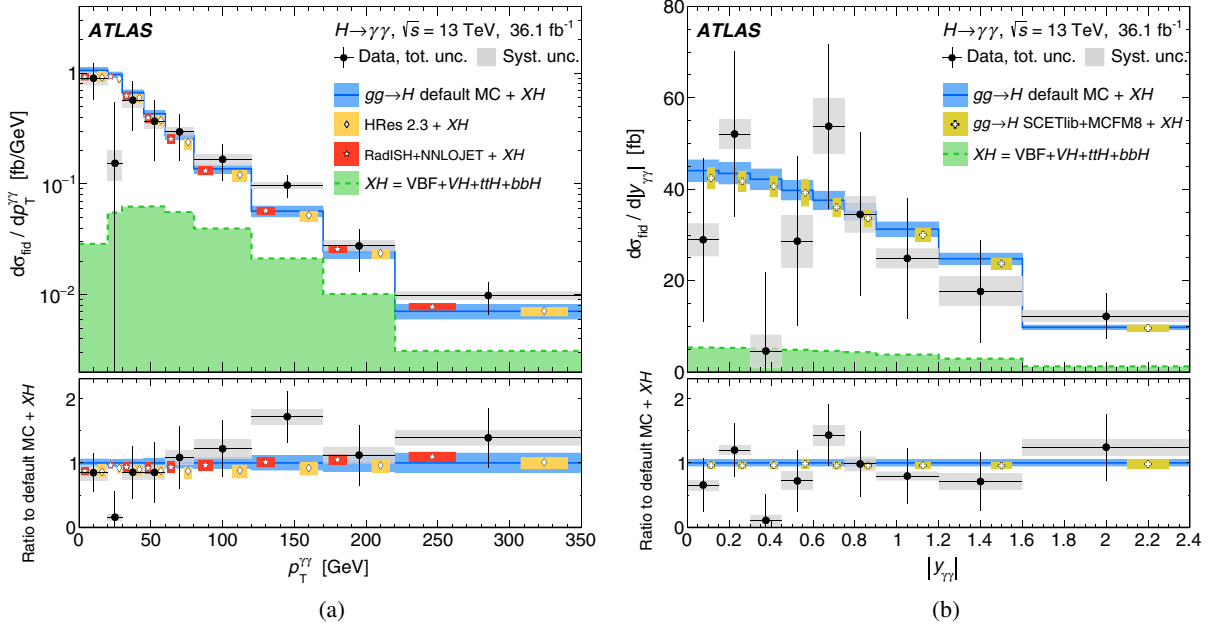 ATLAS
H→γγ, √s = 13 TeV, 36.1 fb⁻¹
Data, tot. unc. Syst. unc.
gg→H default MC + XH
HRes 2.3 + XH
RadISH+NNLOJET + XH
XH = VBF+VH+ttH+bbH
dσ_fid / dp_T^γγ [fb/GeV]
1
10⁻¹
10⁻²
Ratio to default MC + XH
2
1
0
0 50 100 150 200 250 300 350
p_T^γγ [GeV]
(a)
ATLAS
H→γγ, √s = 13 TeV, 36.1 fb⁻¹
Data, tot. unc. Syst. unc.
gg→H default MC + XH
gg→H SCETlib+MCFM8 + XH
XH = VBF+VH+ttH+bbH
dσ_fid / d|y_γγ| [fb]
80
60
40
20
0
Ratio to default MC + XH
2
1
0
0 0.2 0.4 0.6 0.8 1 1.2 1.4 1.6 1.8 2 2.2 2.4
|y_γγ|
(b)